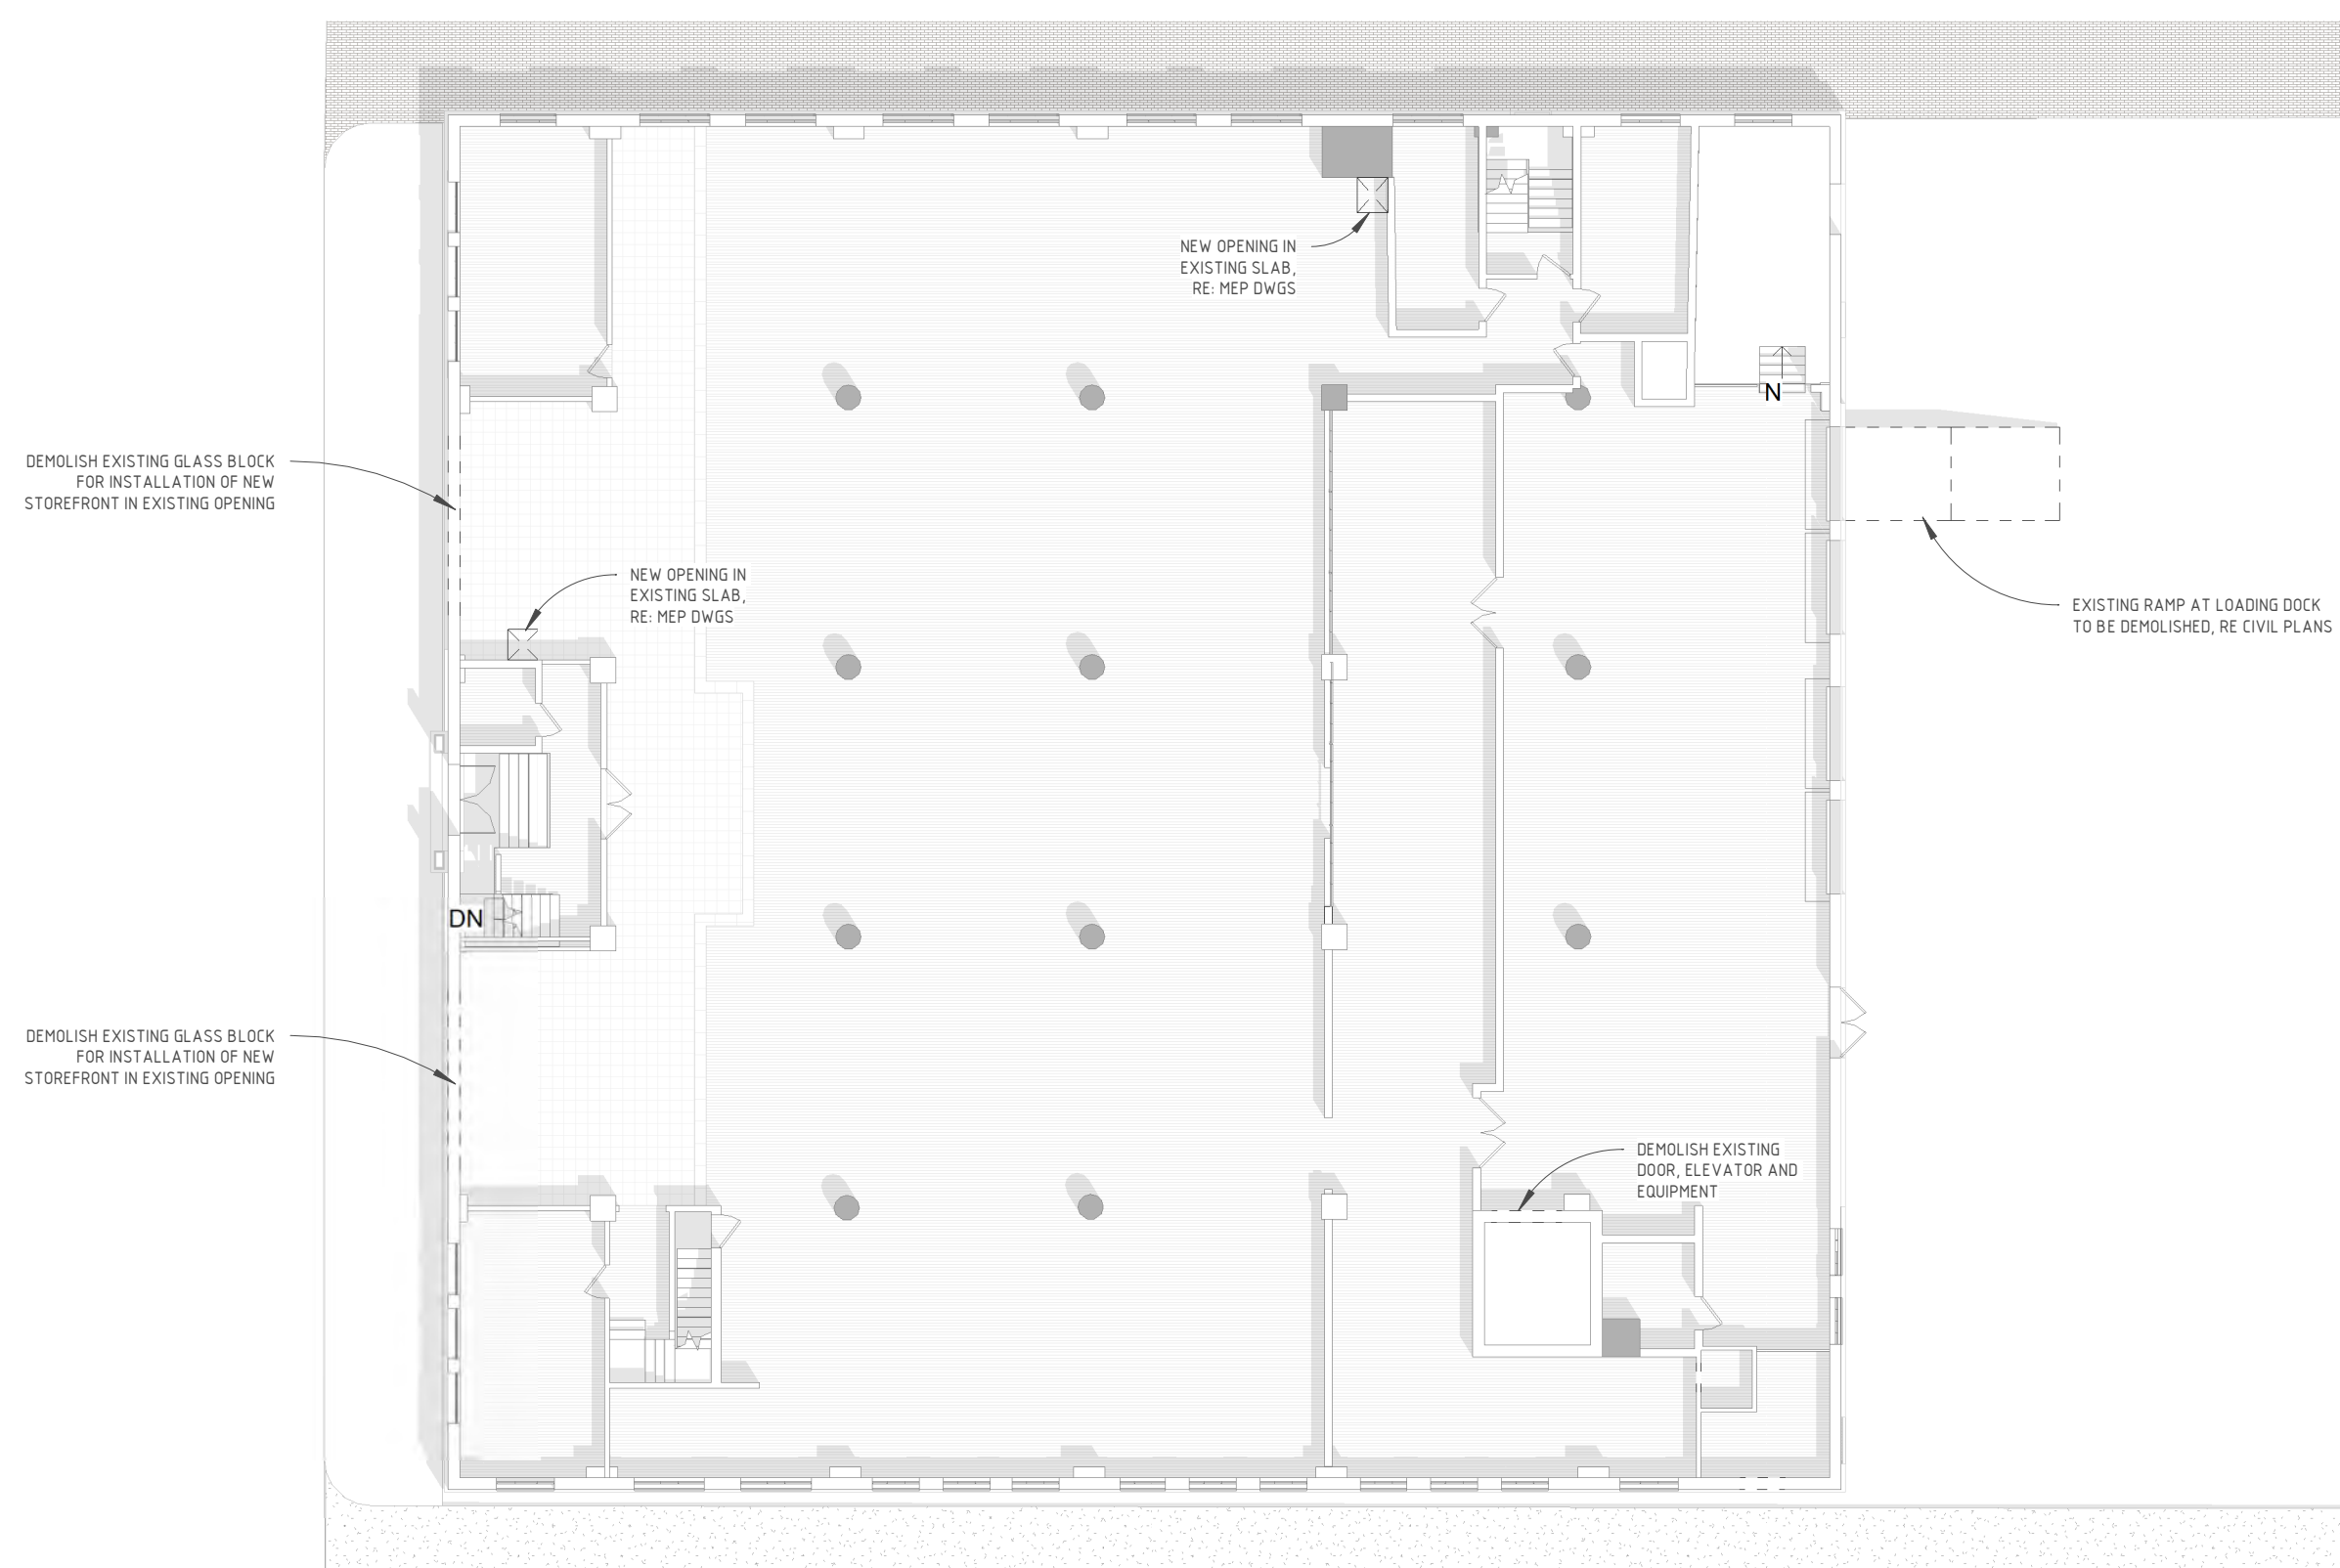 NEW OPENING IN
EXISTING SLAB,
RE: MEP DWGS
N
DEMOLISH EXISTING GLASS BLOCK
FOR INSTALLATION OF NEW
STOREFRONT IN EXISTING OPENING
NEW OPENING IN
EXISTING SLAB,
RE: MEP DWGS
EXISTING RAMP AT LOADING DOCK
TO BE DEMOLISHED, RE CIVIL PLANS
DN
DEMOLISH EXISTING GLASS BLOCK
FOR INSTALLATION OF NEW
STOREFRONT IN EXISTING OPENING
DEMOLISH EXISTING
DOOR, ELEVATOR AND
EQUIPMENT